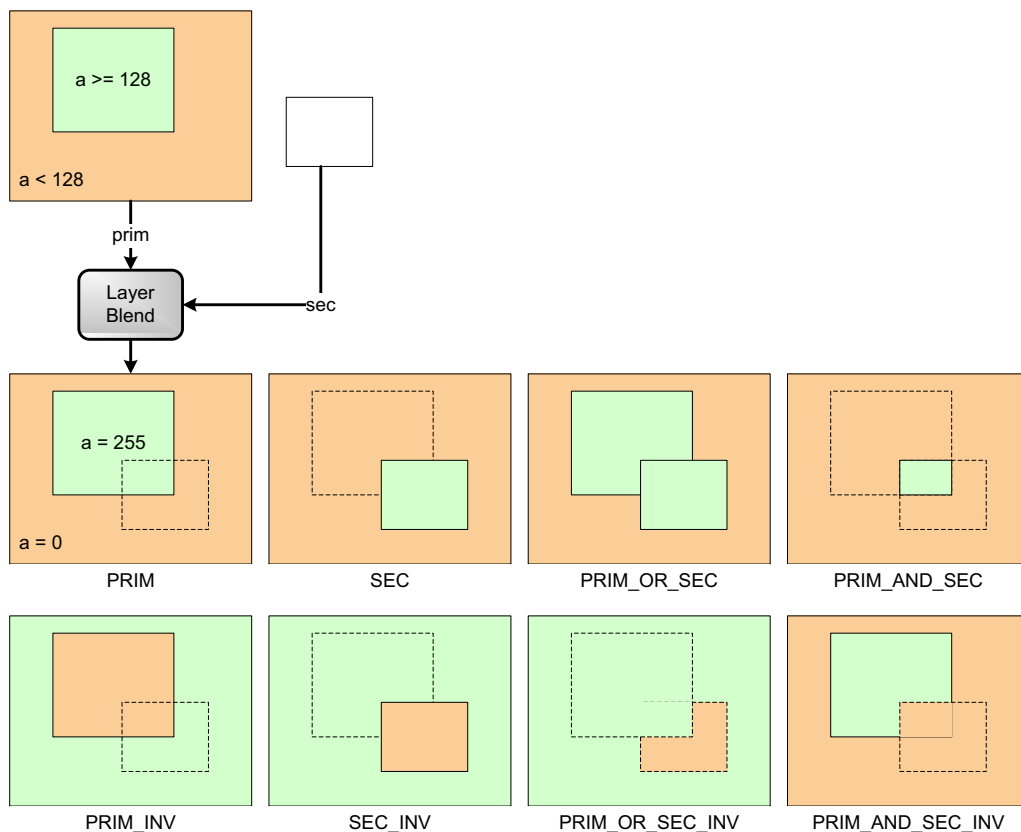 a >= 128
a < 128
prim
Layer
Blend
sec
a = 255
a = 0
PRIM
SEC
PRIM_OR_SEC
PRIM_AND_SEC
PRIM_INV
SEC_INV
PRIM_OR_SEC_INV
PRIM_AND_SEC_INV